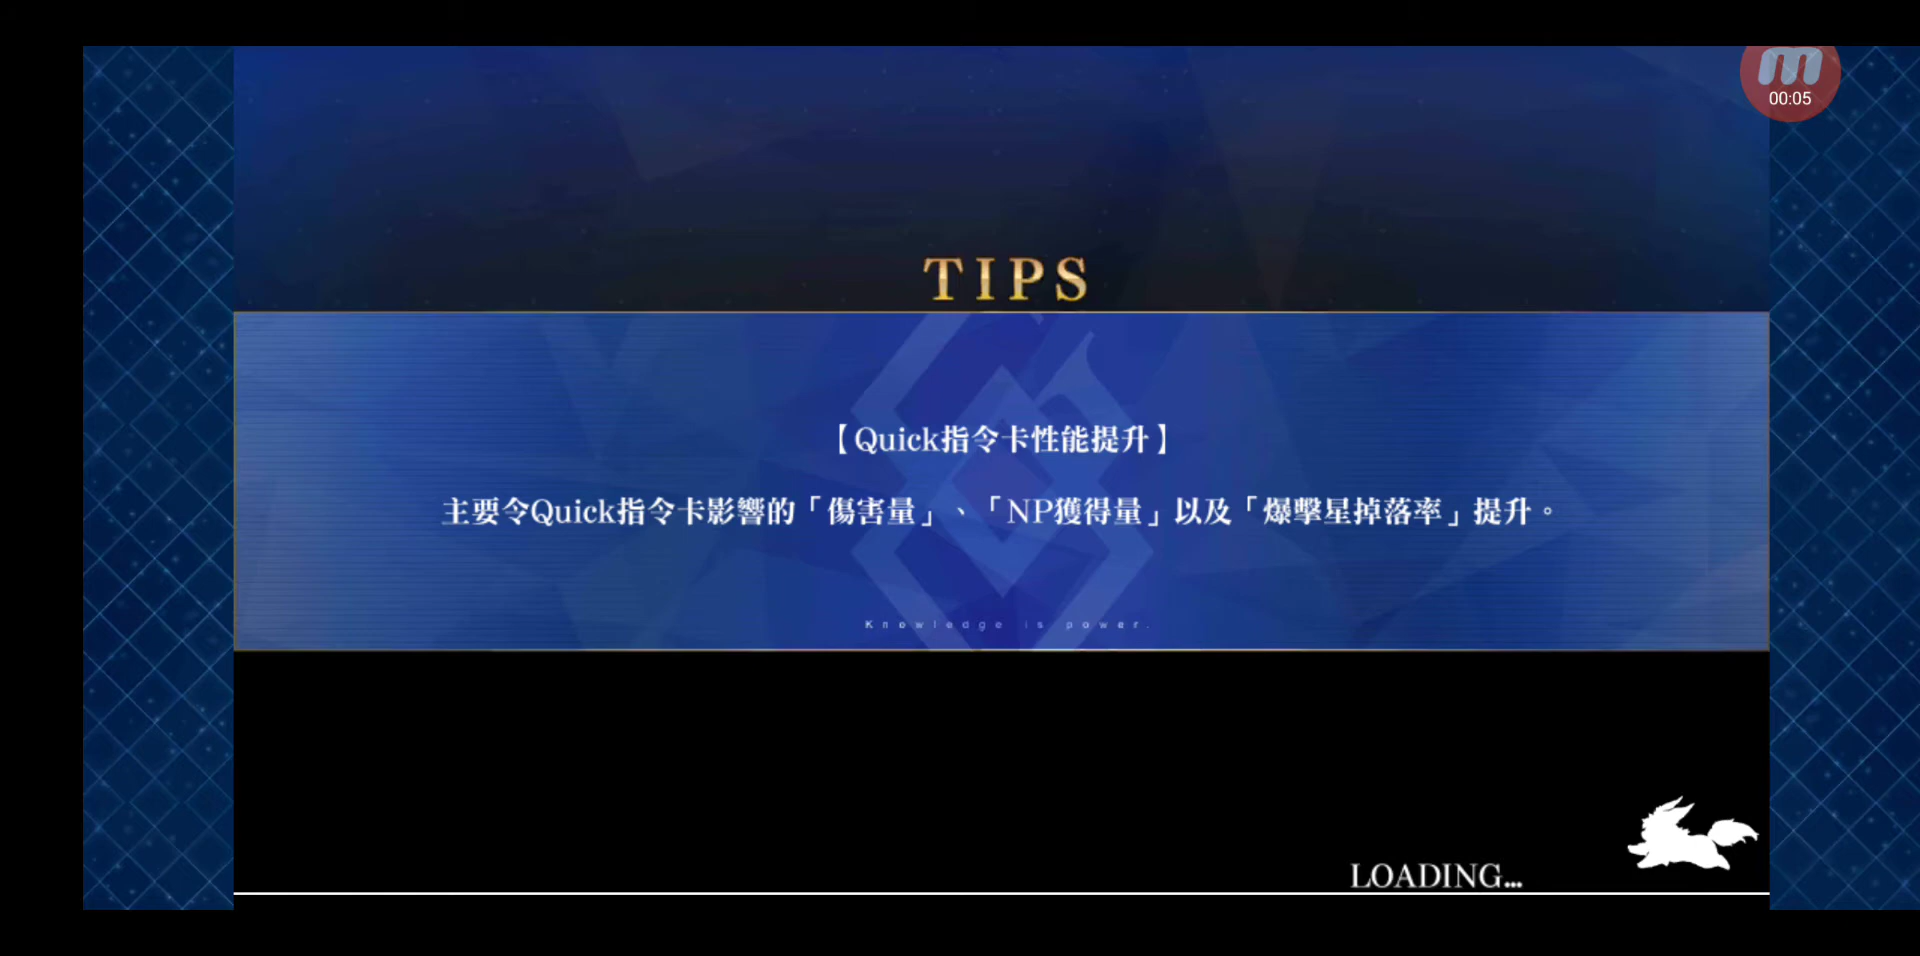 00:05
TIPS
【Quick指令卡性能提升】
主要令Quick指令卡影響的「傷害量」、「NP獲得量」以及「爆擊星掉落率」提升。
Knowledge is power.
LOADING...